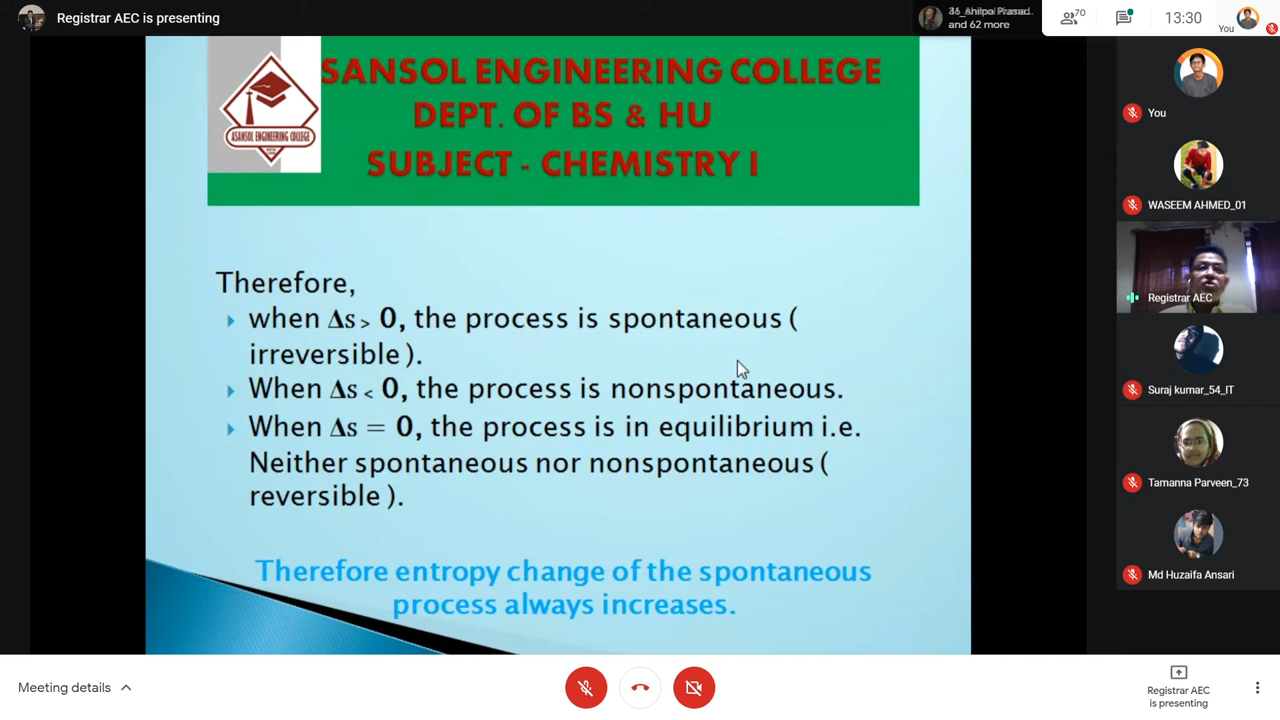 Registrar AEC is presenting
and 62 more
70
13:30
You
SANSOL ENGINEERING COLLEGE
DEPT. OF BS & HU
SUBJECT - CHEMISTRY I
ASANSOL ENGINEERING COLLEGE
You
WASEEM AHMED_01
Registrar AEC
Suraj kumar_54_IT
Tamanna Parveen_73
Md Huzaifa Ansari
Therefore,
when Δs > 0, the process is spontaneous (
irreversible ).
When Δs < 0, the process is nonspontaneous.
When Δs = 0, the process is in equilibrium i.e.
Neither spontaneous nor nonspontaneous (
reversible ).
Therefore entropy change of the spontaneous
process always increases.
Meeting details
Registrar AEC
is presenting